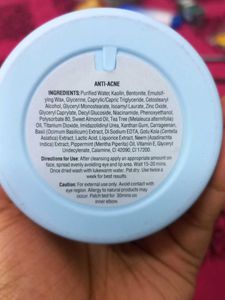 ANTI-ACNE
INGREDIENTS: Purified Water, Kaolin, Bentonite, Emulsif-
ying Wax, Glycerine, Caprylic/Capric Triglyceride, Cetostearyl
Alcohol, Glyceryl Monostearate, Isoamyl Laurate, Zinc Oxide,
Glyceryl Caprylate, Decyl Glucoside, Niacinamide, Phenoxyethanol,
Polysorbate 80, Sweet Almond Oil, Tea Tree (Melaleuca alternifolia)
Oil, Titanium Dioxide, Imidazolidinyl Urea, Xanthan Gum, Carrageenan,
Basil (Ocimum Basilicum) Extract, DI Sodium EDTA, Gotu Kola (Centella
Asiatica) Extract, Lactic Acid, Liquorice Extract, Neem (Azadirachta
Indica) Extract, Peppermint (Mentha Piperita) Oil, Vitamin E, Glyceryl
Undecylenate, Calamine, CI 42090, CI 17200.
Directions for Use: After cleansing apply an appropriate amount on
face, spread evenly avoiding eye and lip area. Wait 15-20 mins.
Once dried wash with lukewarm water. Pat dry. Use twice a
week for best results.
Caution: For external use only. Avoid contact with
eye region. Allergy to natural products may
occur. Patch test for 30mins on
inner elbow.